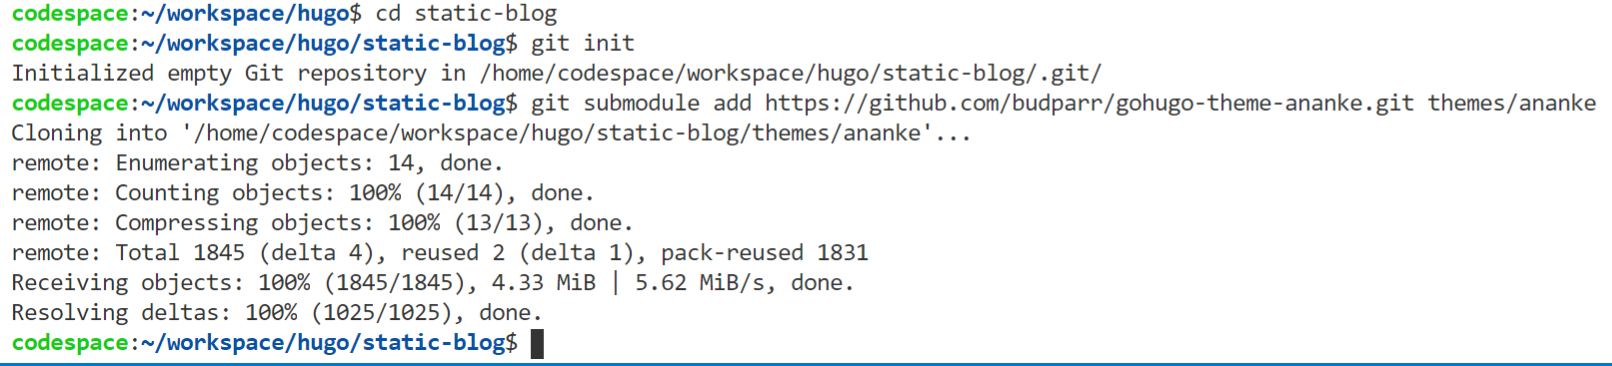 codespace:~/workspace/hugo$ cd static-blog
codespace:~/workspace/hugo/static-blog$ git init
Initialized empty Git repository in /home/codespace/workspace/hugo/static-blog/.git/
codespace:~/workspace/hugo/static-blog$ git submodule add https://github.com/budparr/gohugo-theme-ananke.git themes/ananke
Cloning into '/home/codespace/workspace/hugo/static-blog/themes/ananke'...
remote: Enumerating objects: 14, done.
remote: Counting objects: 100% (14/14), done.
remote: Compressing objects: 100% (13/13), done.
remote: Total 1845 (delta 4), reused 2 (delta 1), pack-reused 1831
Receiving objects: 100% (1845/1845), 4.33 MiB | 5.62 MiB/s, done.
Resolving deltas: 100% (1025/1025), done.
codespace:~/workspace/hugo/static-blog$